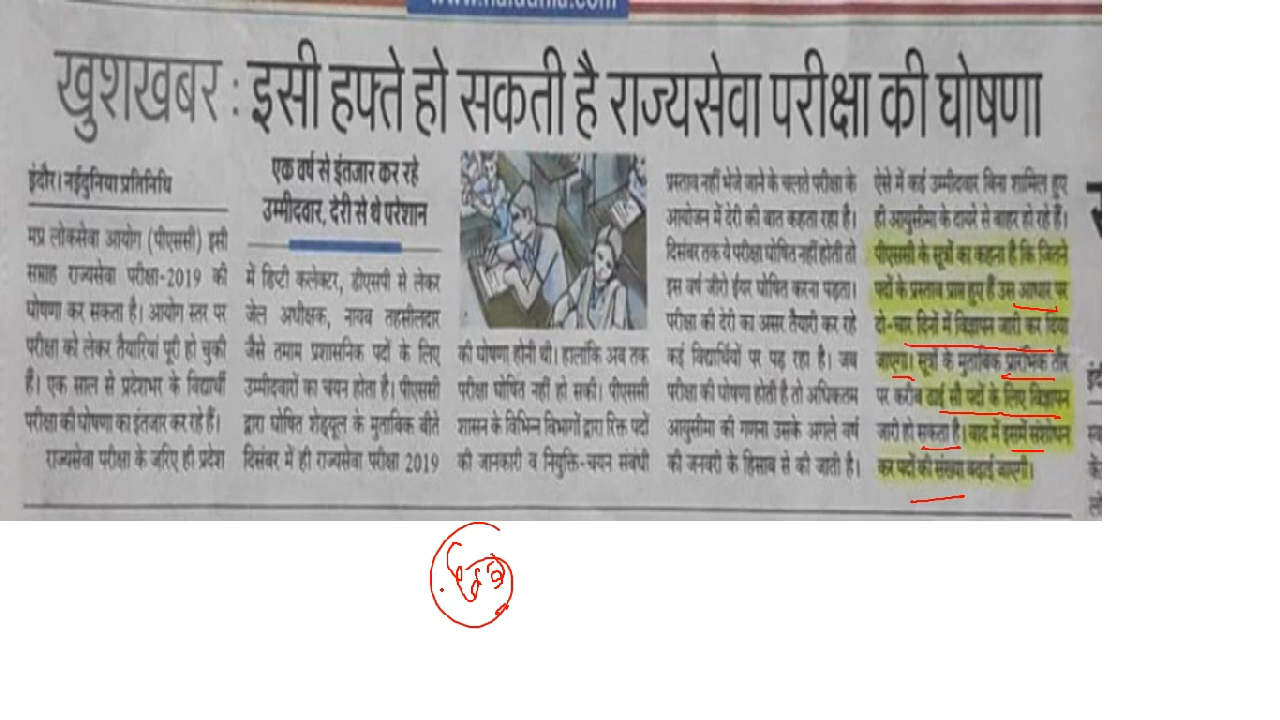 www.naidunia.com
खुशखबर : इसी हफ्ते हो सकती है राज्यसेवा परीक्षा की घोषणा
इंदौर। नईदुनिया प्रतिनिधि
मप्र लोकसेवा आयोग (पीएससी) इसी
सप्ताह राज्यसेवा परीक्षा-2019 की
घोषणा कर सकता है। आयोग स्तर पर
परीक्षा को लेकर तैयारियां पूरी हो चुकी
हैं। एक साल से प्रदेशभर के विद्यार्थी
परीक्षा की घोषणा का इंतजार कर रहे हैं।
राज्यसेवा परीक्षा के जरिए ही प्रदेश
एक वर्ष से इंतजार कर रहे
उम्मीदवार, देरी से थे परेशान
में डिप्टी कलेक्टर, डीएसपी से लेकर
जेल अधीक्षक, नायब तहसीलदार
जैसे तमाम प्रशासनिक पदों के लिए
उम्मीदवारों का चयन होता है। पीएससी
द्वारा घोषित शेड्यूल के मुताबिक बीते
दिसंबर में ही राज्यसेवा परीक्षा 2019
की घोषणा होनी थी। हालांकि अब तक
परीक्षा घोषित नहीं हो सकी। पीएससी
शासन के विभिन्न विभागों द्वारा रिक्त पदों
की जानकारी व नियुक्ति-चयन संबंधी
प्रस्ताव नहीं भेजे जाने के चलते परीक्षा के
आयोजन में देरी की बात कहता रहा है।
दिसंबर तक ये परीक्षा घोषित नहीं होती तो
इस वर्ष जीरो ईयर घोषित करना पड़ता।
परीक्षा की देरी का असर तैयारी कर रहे
कई विद्यार्थियों पर पड़ रहा है। जब
परीक्षा की घोषणा होती है तो अधिकतम
आयुसीमा की गणना उसके अगले वर्ष
की जनवरी के हिसाब से की जाती है।
ऐसे में कई उम्मीदवार बिना शामिल हुए
ही आयुसीमा के दायरे से बाहर हो रहे हैं।
पीएससी के सूत्रों का कहना है कि जितने
पदों के प्रस्ताव प्राप्त हुए हैं उस आधार पर
दो-चार दिनों में विज्ञापन जारी कर दिया
जाएगा। सूत्रों के मुताबिक प्रारंभिक तौर
पर करीब ढाई सौ पदों के लिए विज्ञापन
जारी हो सकता है। बाद में इसमें संशोधन
कर पदों की संख्या बढ़ाई जाएगी।